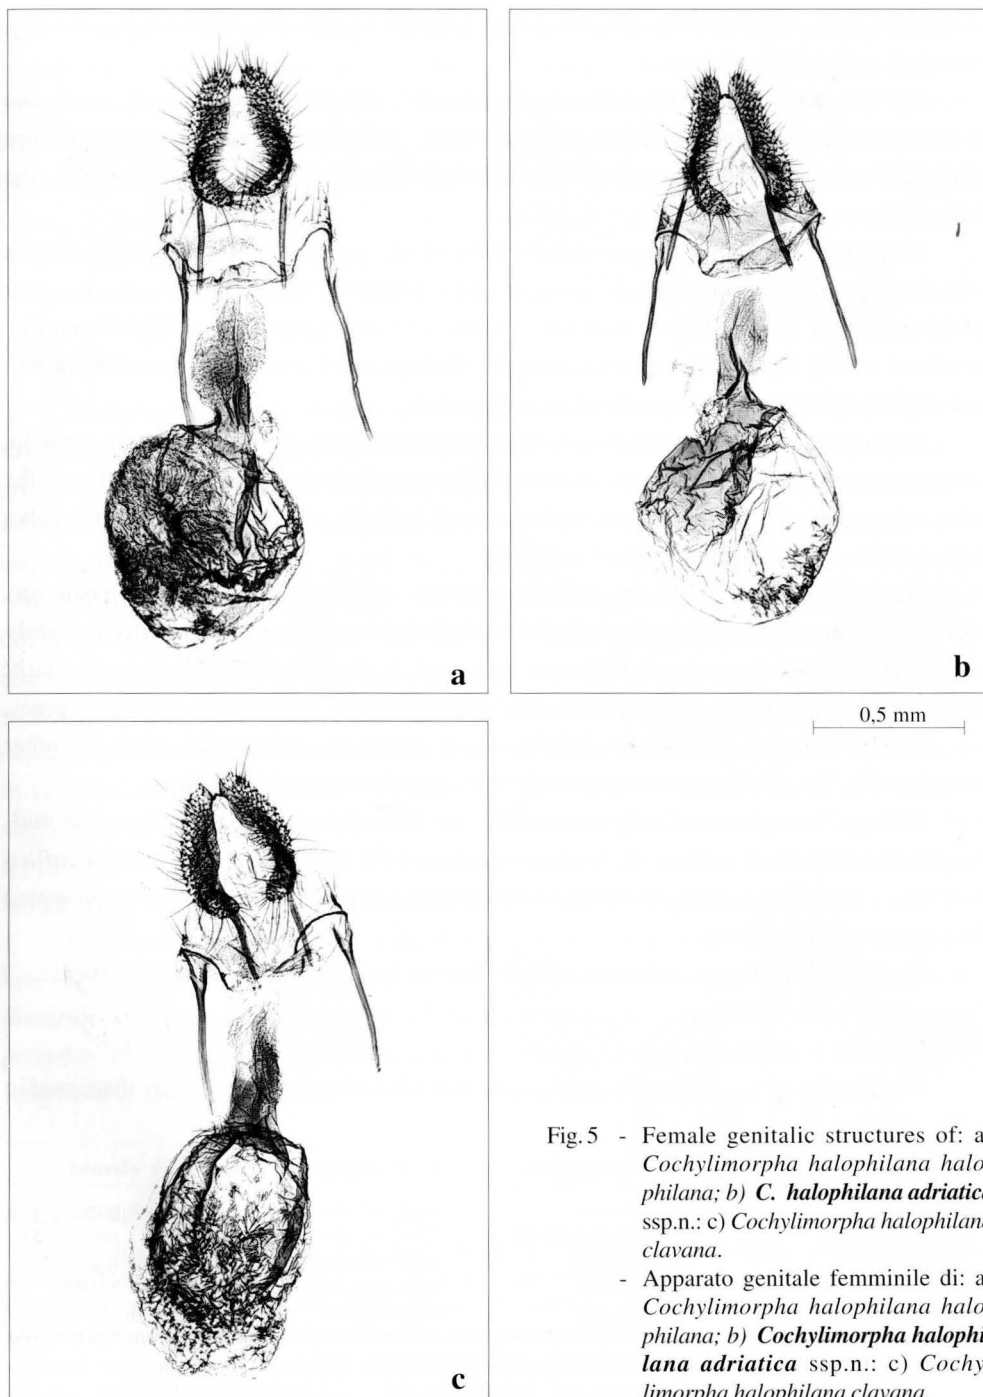 a
b
0,5 mm
c
Fig. 5 - Female genitalic structures of: a
Cochylimorpha halophilana halo-
philana; b) C. halophilana adriatica
ssp.n.: c) Cochylimorpha halophilana
clavana.
- Apparato genitale femminile di: a
Cochylimorpha halophilana halo-
philana; b) Cochylimorpha halophi-
lana adriatica ssp.n.: c) Cochy-
limorpha halophilana clavana